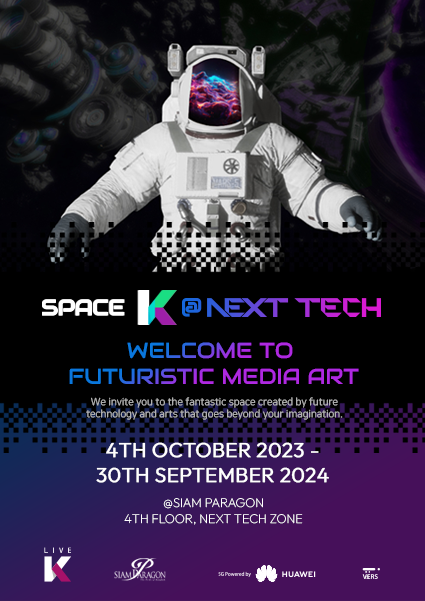 SPACE K @ NEXT TECH
WELCOME TO
FUTURISTIC MEDIA ART
We invite you to the fantastic space created by future
technology and arts that goes beyond your imagination.
4TH OCTOBER 2023 -
30TH SEPTEMBER 2024
@SIAM PARAGON
4TH FLOOR, NEXT TECH ZONE
LIVE
K
SIAM PARAGON
5G Powered by HUAWEI